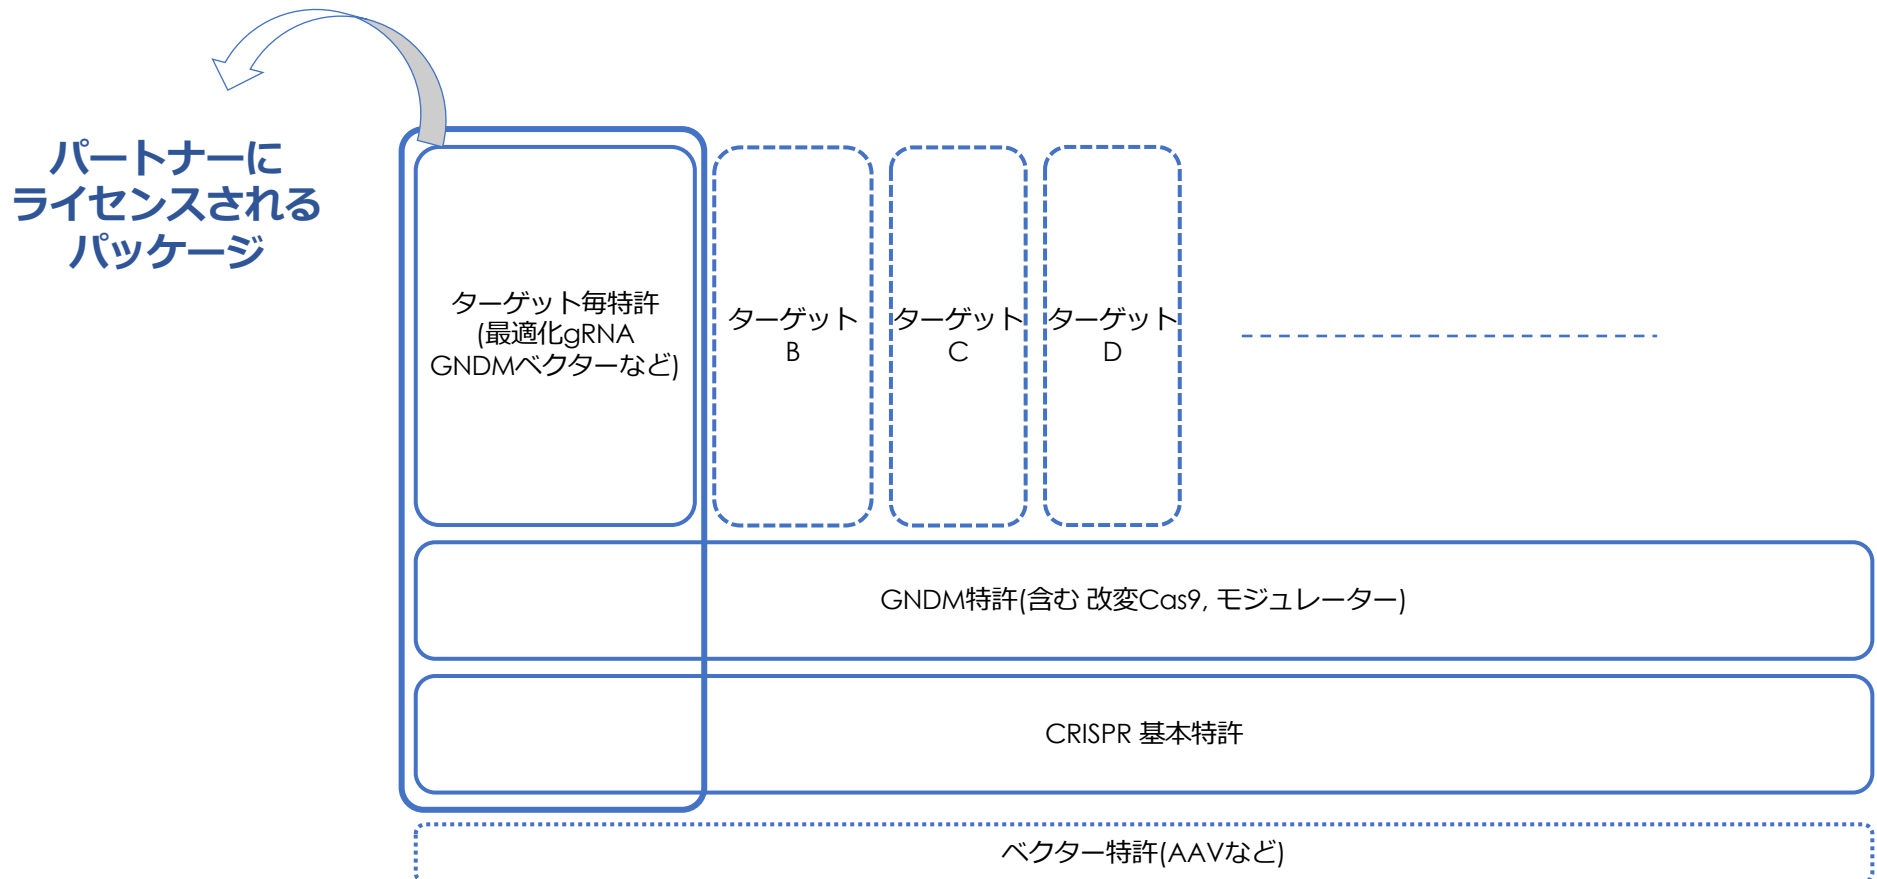 パートナーに
ライセンスされる
パッケージ
ターゲット毎特許
(最適化gRNA
GNDMベクターなど)
ターゲット
B
ターゲット
C
ターゲット
D
GNDM特許(含む 改変Cas9, モジュレーター)
CRISPR 基本特許
ベクター特許(AAVなど)